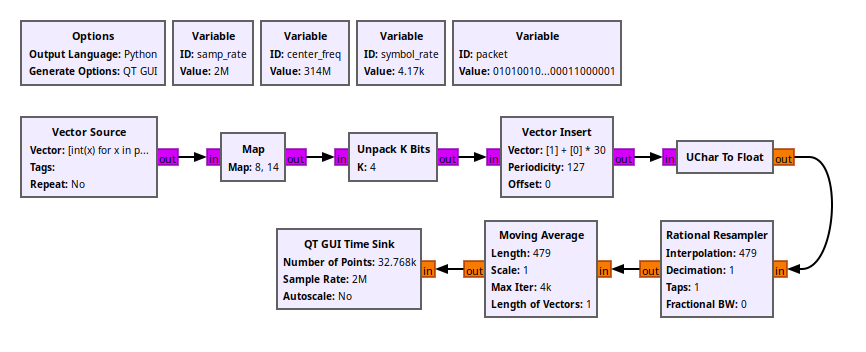 Options
Output Language: Python
Generate Options: QT GUI
Variable
ID: samp_rate
Value: 2M
Variable
ID: center_freq
Value: 314M
Variable
ID: symbol_rate
Value: 4.17k
Variable
ID: packet
Value: 01010010...00011000001
Vector Source
Vector: [int(x) for x in p...
Tags:
Repeat: No
out
in
Map
Map: 8, 14
out
in
Unpack K Bits
K: 4
out
in
Vector Insert
Vector: [1] + [0] * 30
Periodicity: 127
Offset: 0
out
in
UChar To Float
out
QT GUI Time Sink
Number of Points: 32.768k
Sample Rate: 2M
Autoscale: No
in
out
Moving Average
Length: 479
Scale: 1
Max Iter: 4k
Length of Vectors: 1
in
out
Rational Resampler
Interpolation: 479
Decimation: 1
Taps: 1
Fractional BW: 0
in